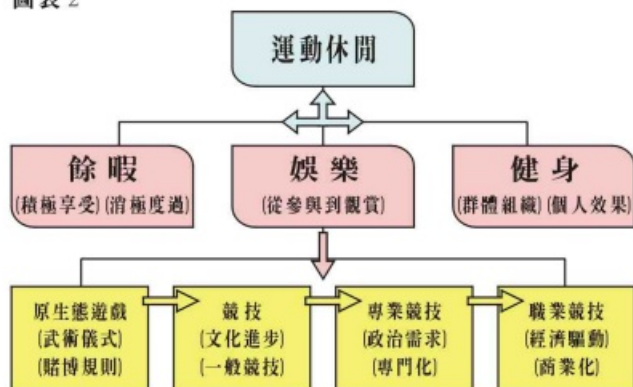 圖表2
運動休閒
餘暇
(積極享受)(消極度過)
娛樂
(從參與到觀賞)
健身
(群體組織)(個人效果)
原生態遊戲
(武術儀式)
(賭博規則)
競技
(文化進步)
(一般競技)
專業競技
(政治需求)
(專門化)
職業競技
(經濟驅動)
(商業化)